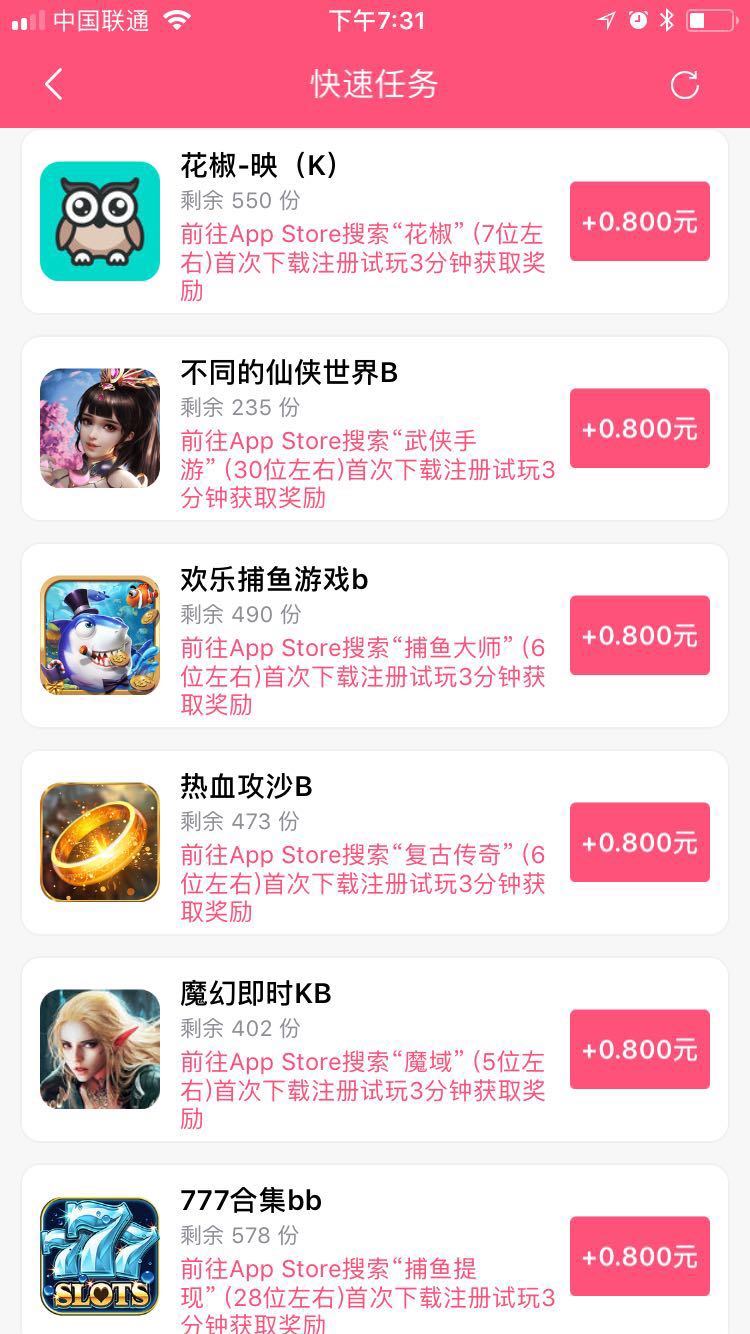 中国联通
下午7:31
快速任务
花椒-映（K）
剩余 550 份
前往App Store搜索“花椒” (7位左
右)首次下载注册试玩3分钟获取奖
励
+0.800元
不同的仙侠世界B
剩余 235 份
前往App Store搜索“武侠手
游” (30位左右)首次下载注册试玩3
分钟获取奖励
+0.800元
欢乐捕鱼游戏b
剩余 490 份
前往App Store搜索“捕鱼大师” (6
位左右)首次下载注册试玩3分钟获
取奖励
+0.800元
热血攻沙B
剩余 473 份
前往App Store搜索“复古传奇” (6
位左右)首次下载注册试玩3分钟获
取奖励
+0.800元
魔幻即时KB
剩余 402 份
前往App Store搜索“魔域” (5位左
右)首次下载注册试玩3分钟获取奖
励
+0.800元
777
SLOTS
777合集bb
剩余 578 份
前往App Store搜索“捕鱼提
现” (28位左右)首次下载注册试玩3
分钟获取奖励
+0.800元